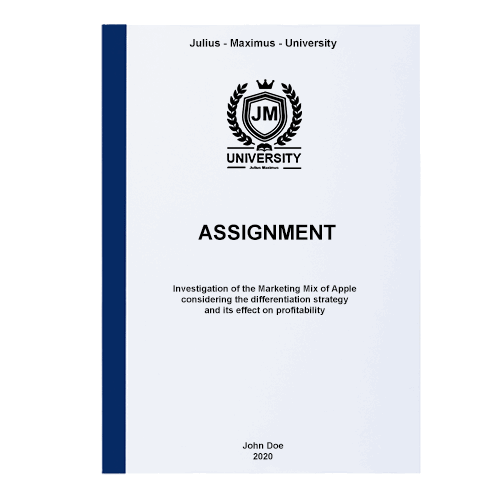 Julius - Maximus - University
JM
UNIVERSITY
Julius Maximus
ASSIGNMENT
Investigation of the Marketing Mix of Apple
considering the differentiation strategy
and its effect on profitability
John Doe
2020